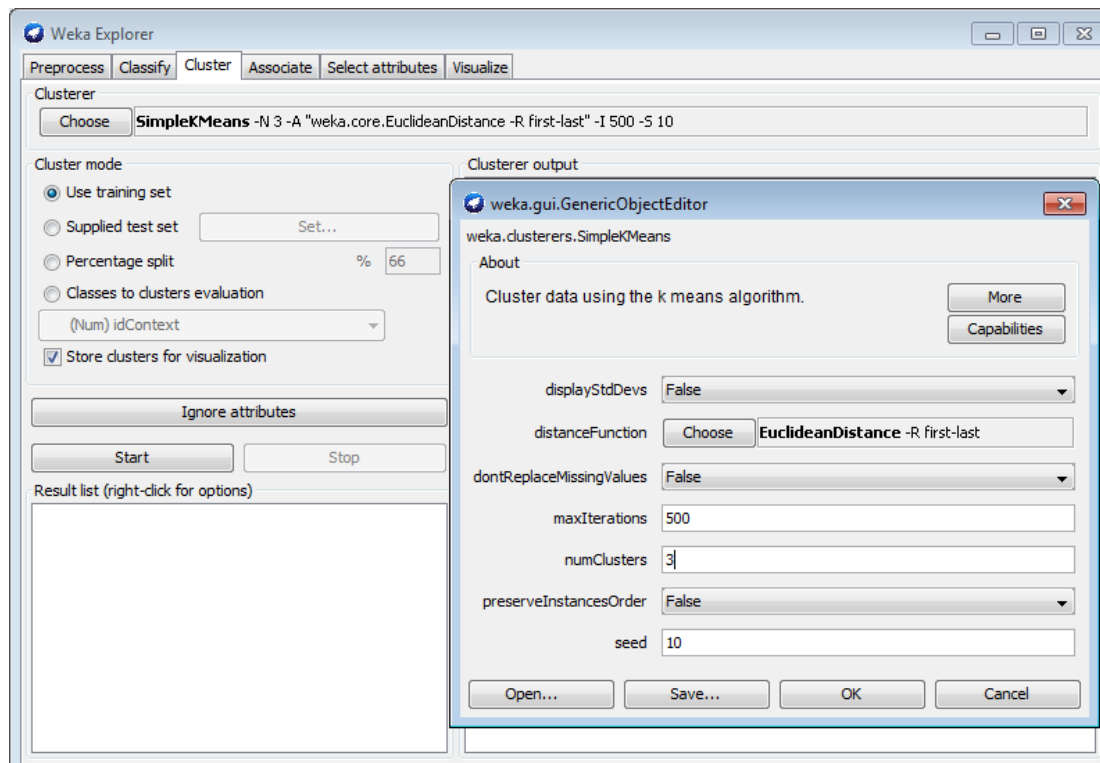 Weka Explorer
Preprocess Classify Cluster Associate Select attributes Visualize
Clusterer
Choose SimpleKMeans -N 3 -A "weka.core.EuclideanDistance -R first-last" -I 500 -S 10
Cluster mode
Use training set
Supplied test set Set...
Percentage split % 66
Classes to clusters evaluation
(Num) idContext
Store clusters for visualization
Ignore attributes
Start Stop
Result list (right-click for options)
Clusterer output
weka.gui.GenericObjectEditor
weka.clusterers.SimpleKMeans
About
Cluster data using the k means algorithm.
More
Capabilities
displayStdDevs False
distanceFunction Choose EuclideanDistance -R first-last
dontReplaceMissingValues False
maxIterations 500
numClusters 3
preserveInstancesOrder False
seed 10
Open... Save... OK Cancel